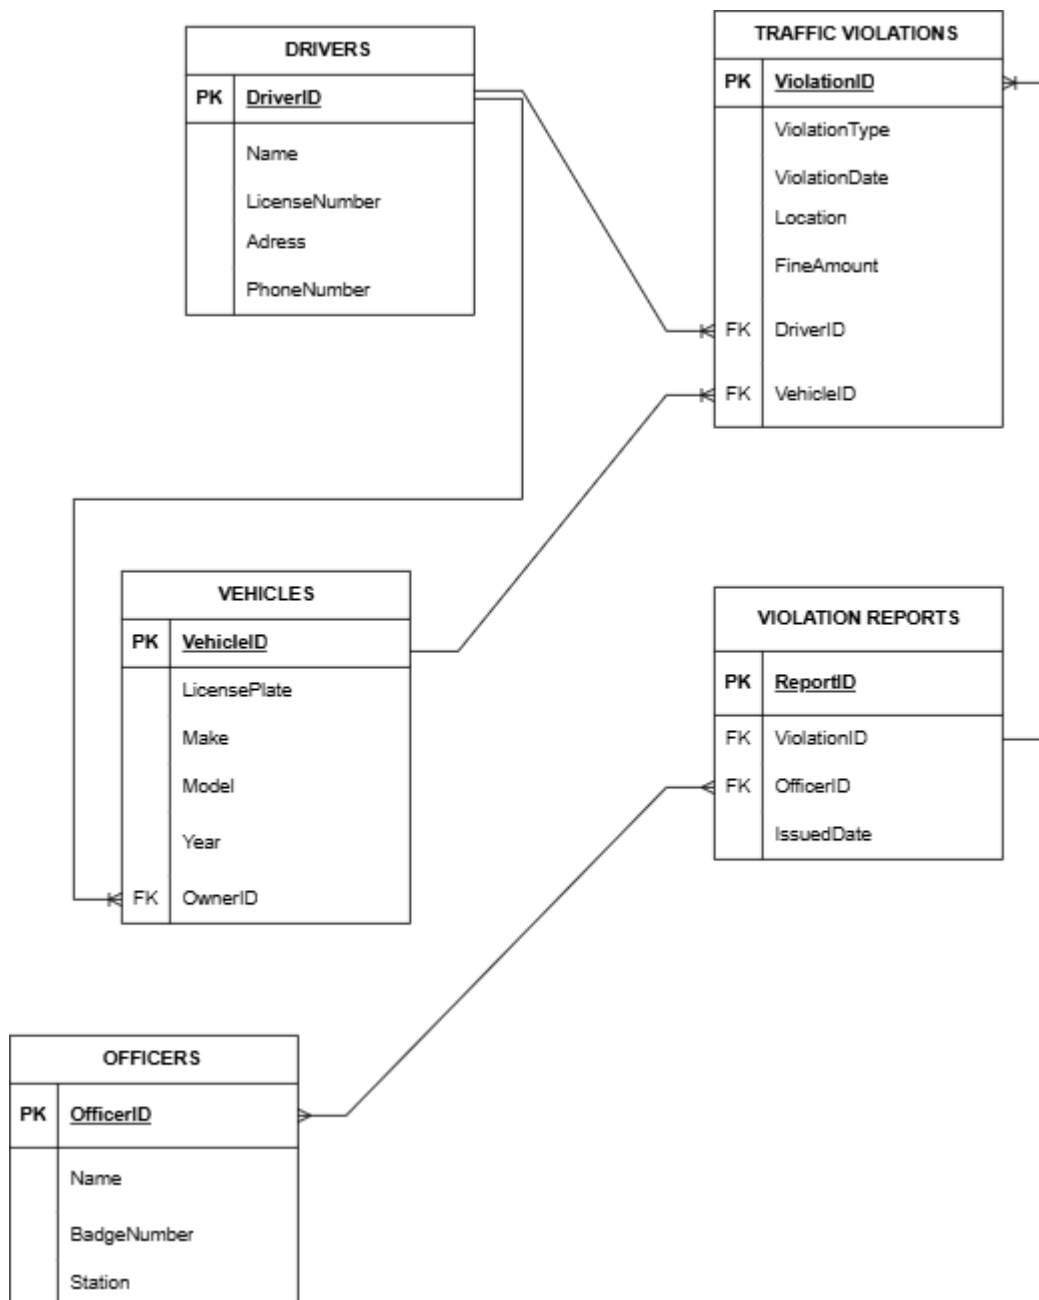 DRIVERS
PK DriverID
Name
LicenseNumber
Adress
PhoneNumber
TRAFFIC VIOLATIONS
PK ViolationID
ViolationType
ViolationDate
Location
FineAmount
FK DriverID
FK VehicleID
VEHICLES
PK VehicleID
LicensePlate
Make
Model
Year
FK OwnerID
VIOLATION REPORTS
PK ReportID
FK ViolationID
FK OfficerID
IssuedDate
OFFICERS
PK OfficerID
Name
BadgeNumber
Station